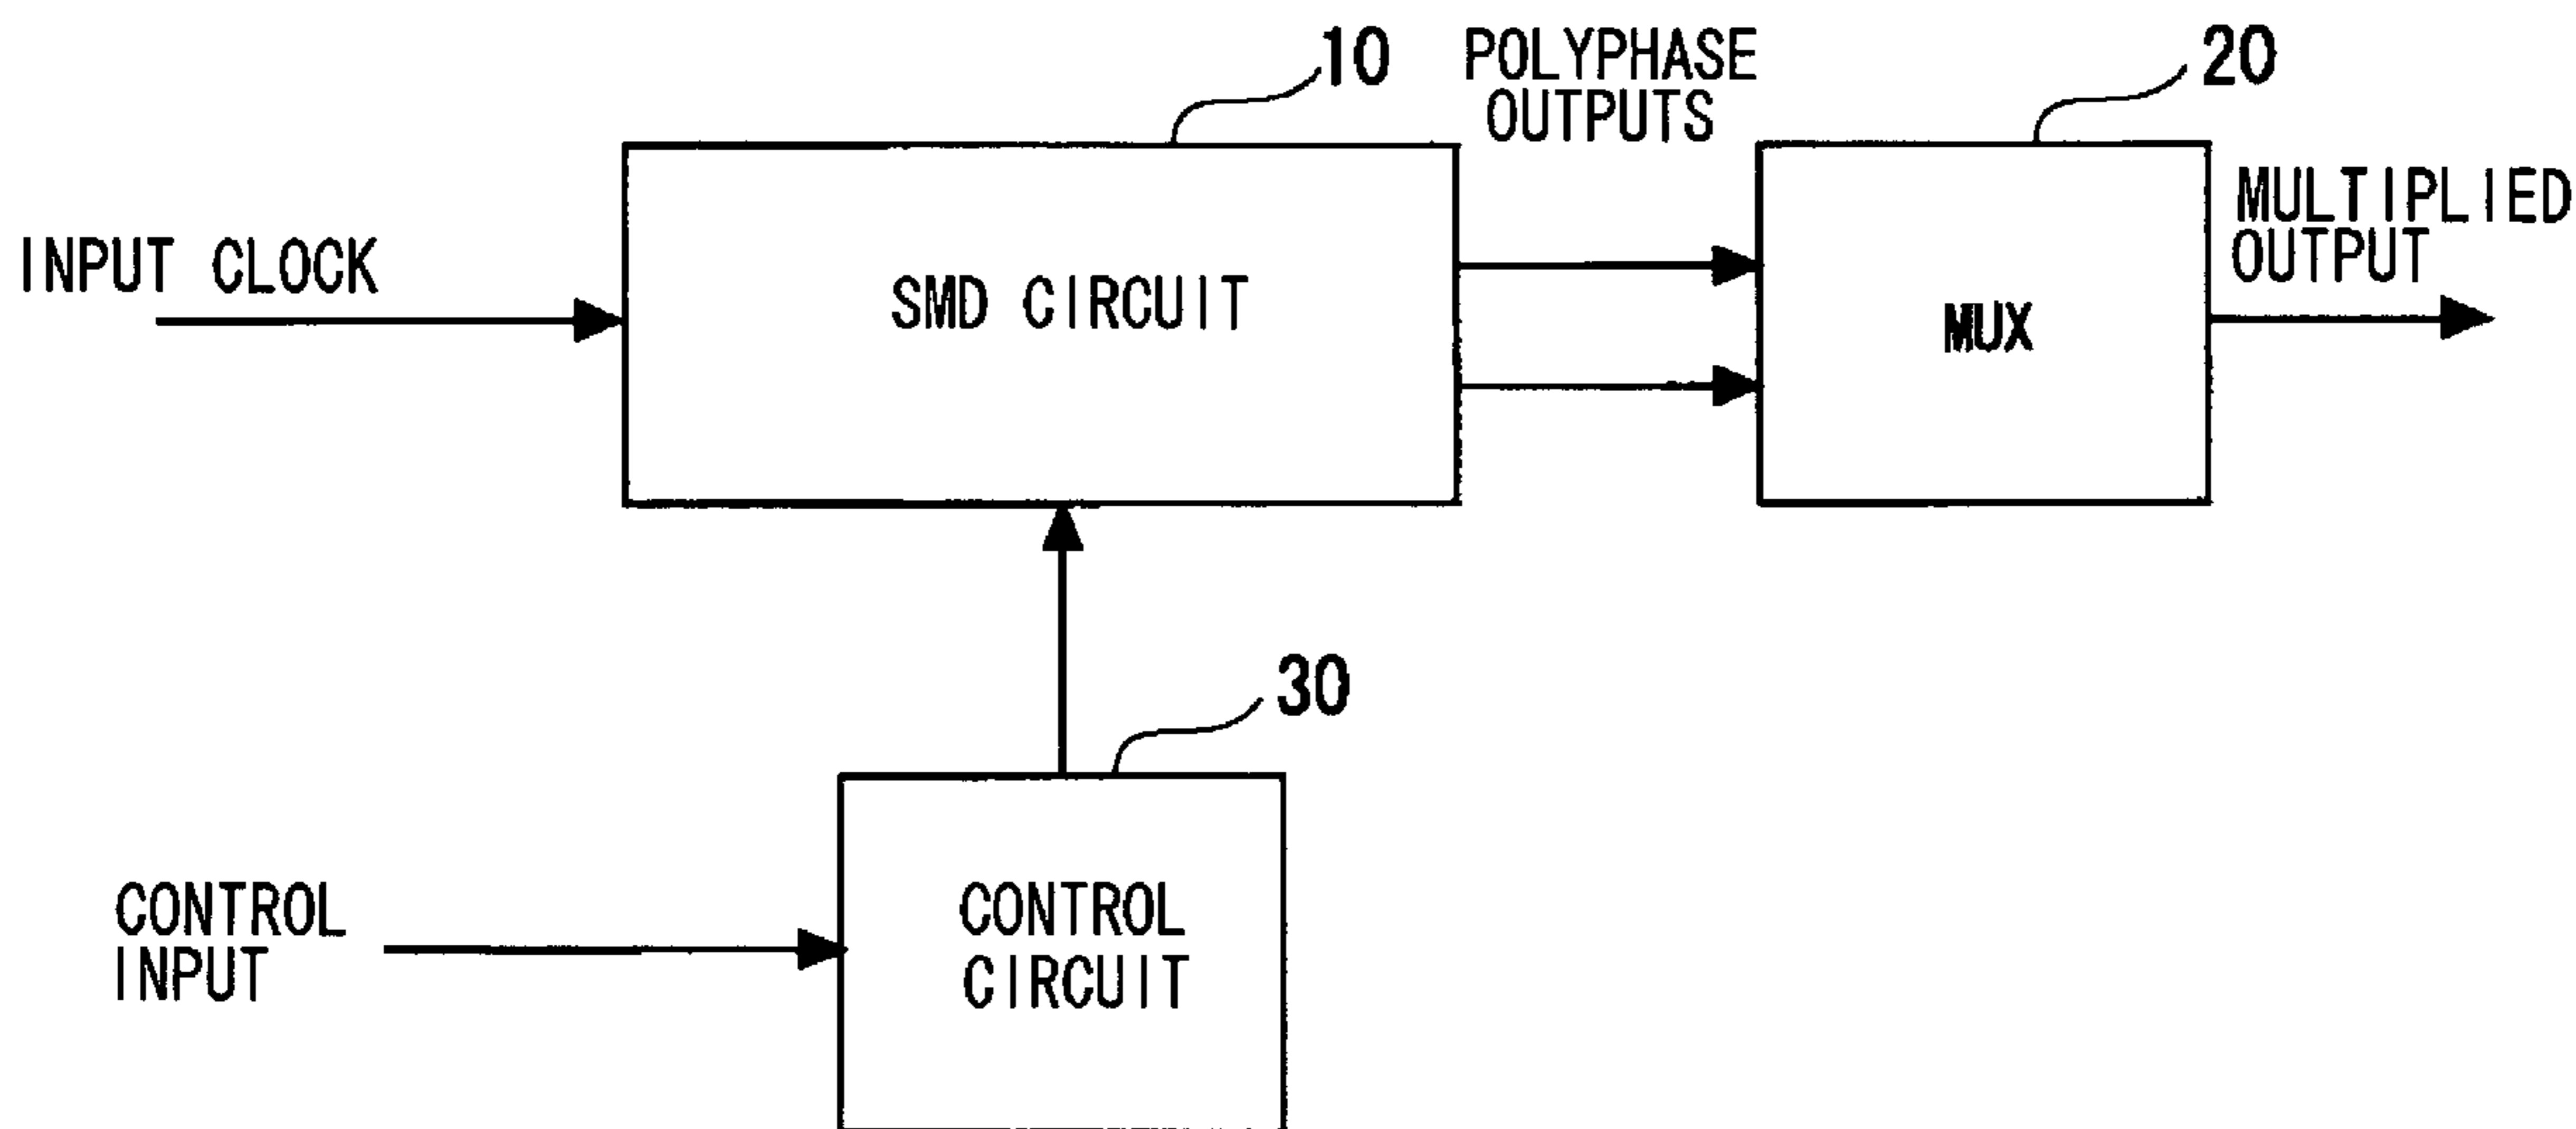 10
POLYPHASE
OUTPUTS
20
INPUT CLOCK
SMD CIRCUIT
MUX
MULTIPLIED
OUTPUT
30
CONTROL
INPUT
CONTROL
CIRCUIT